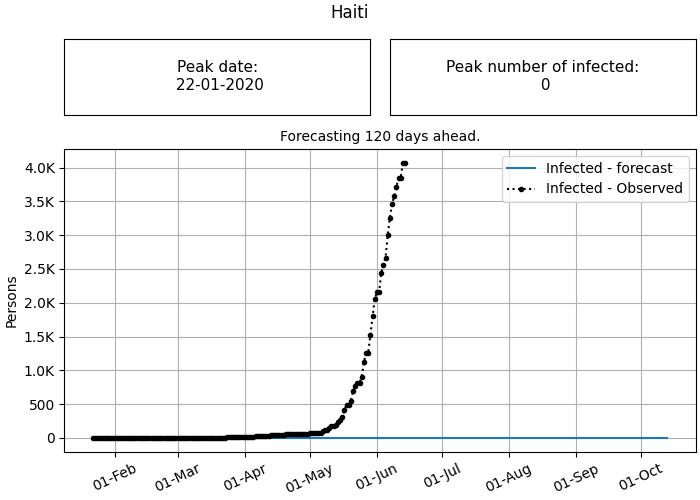 Haiti
Peak date:
22-01-2020
Peak number of infected:
0
Forecasting 120 days ahead.
Infected - forecast
Infected - Observed
Persons
4.0K
3.5K
3.0K
2.5K
2.0K
1.5K
1.0K
500
0
01-Feb
01-Mar
01-Apr
01-May
01-Jun
01-Jul
01-Aug
01-Sep
01-Oct